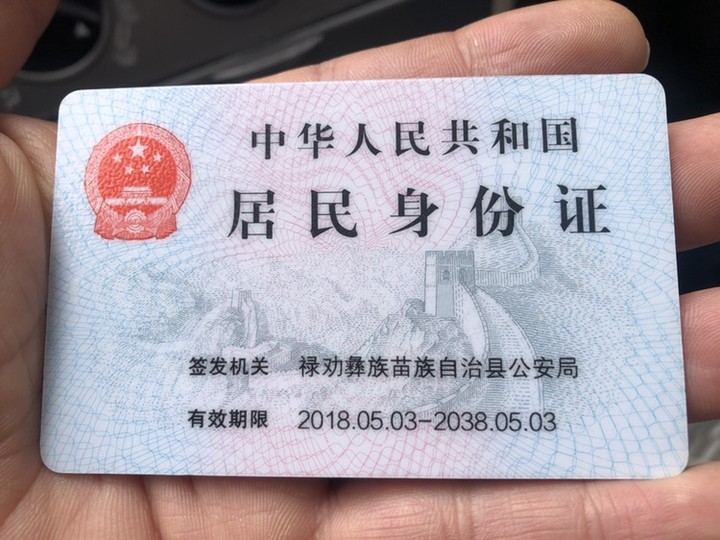 中华人民共和国
居民身份证
签发机关 禄劝彝族苗族自治县公安局
有效期限 2018.05.03-2038.05.03